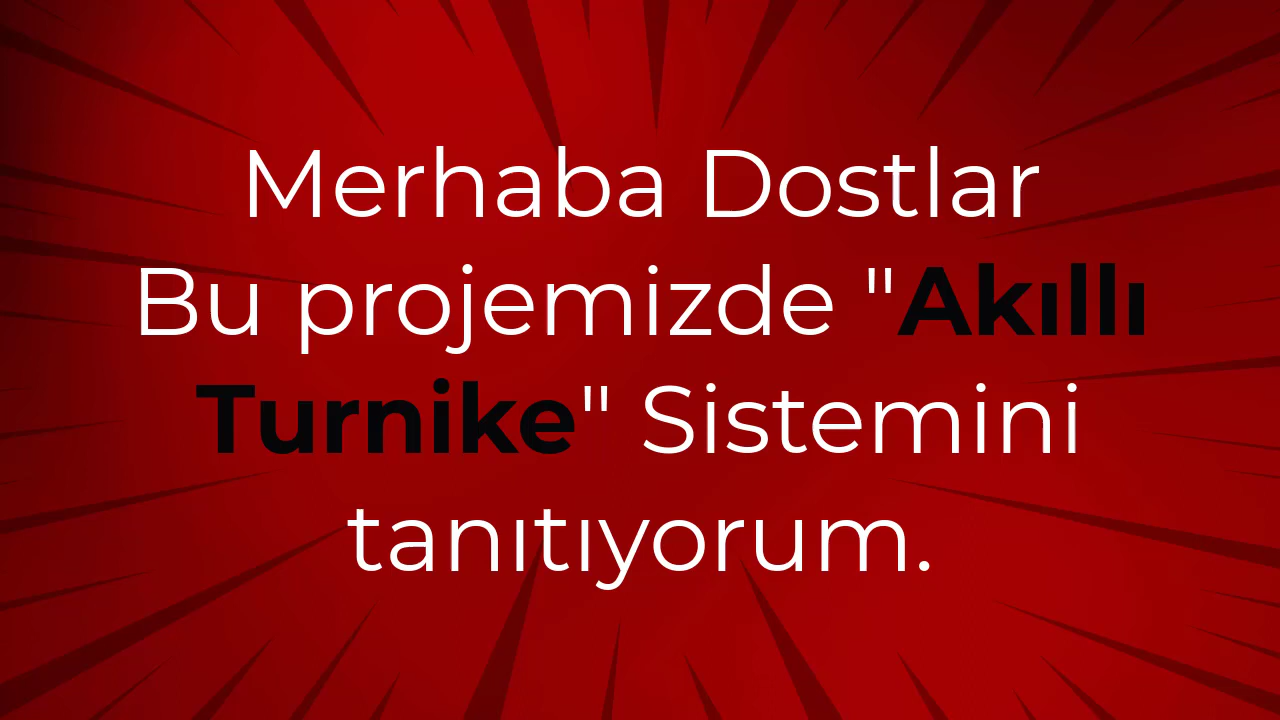 Merhaba Dostlar
Bu projemizde "Akıllı
Turnike" Sistemini
tanıtıyorum.